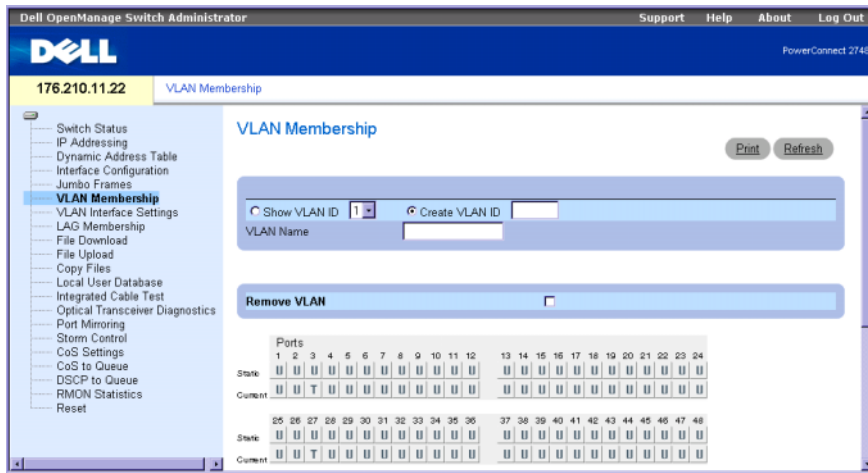 Dell OpenManage Switch Administrator Support Help About Log Out
DELL
PowerConnect 2748
176.210.11.22 VLAN Membership
Switch Status
IP Addressing
Dynamic Address Table
Interface Configuration
Jumbo Frames
VLAN Membership
VLAN Interface Settings
LAG Membership
File Download
File Upload
Copy Files
Local User Database
Integrated Cable Test
Optical Transceiver Diagnostics
Port Mirroring
Storm Control
CoS Settings
CoS to Queue
DSCP to Queue
RMON Statistics
Reset
VLAN Membership
Print Refresh
Show VLAN ID 1 Create VLAN ID
VLAN Name
Remove VLAN
Ports
1 2 3 4 5 6 7 8 9 10 11 12 13 14 15 16 17 18 19 20 21 22 23 24
Static U U U U U U U U U U U U U U U U U U U U U U U U
Current U U T U U U U U U U U U U U U U U U U U U U U U
25 26 27 28 29 30 31 32 33 34 35 36 37 38 39 40 41 42 43 44 45 46 47 48
Static U U U U U U U U U U U U U U U U U U U U U U U U
Current U U T U U U U U U U U U U U U U U U U U U U U U